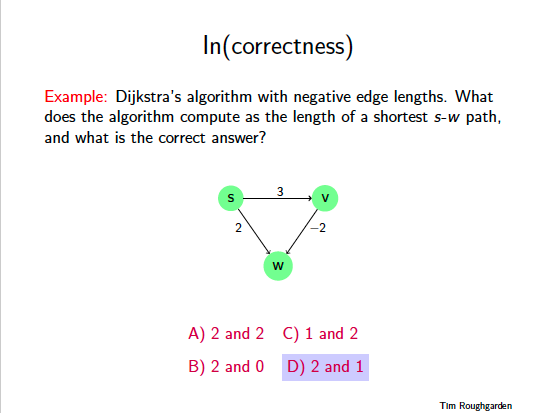 In(correctness)
Example: Dijkstra's algorithm with negative edge lengths. What
does the algorithm compute as the length of a shortest s-w path,
and what is the correct answer?
s 3 v
2 −2
w
A) 2 and 2 C) 1 and 2
B) 2 and 0 D) 2 and 1
Tim Roughgarden